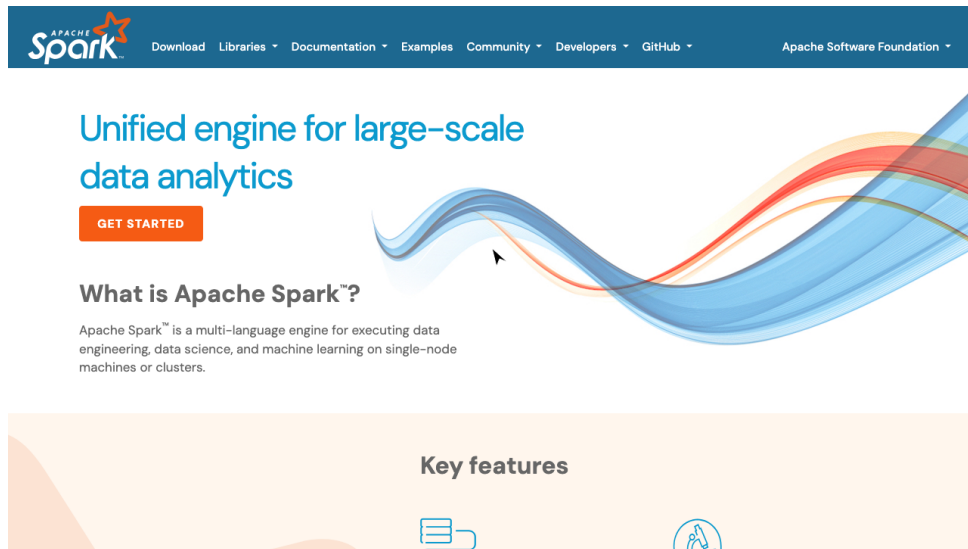 APACHE
Spark™
Download Libraries Documentation Examples Community Developers GitHub Apache Software Foundation
Unified engine for large-scale
data analytics
GET STARTED
What is Apache Spark™?
Apache Spark™ is a multi-language engine for executing data
engineering, data science, and machine learning on single-node
machines or clusters.
Key features